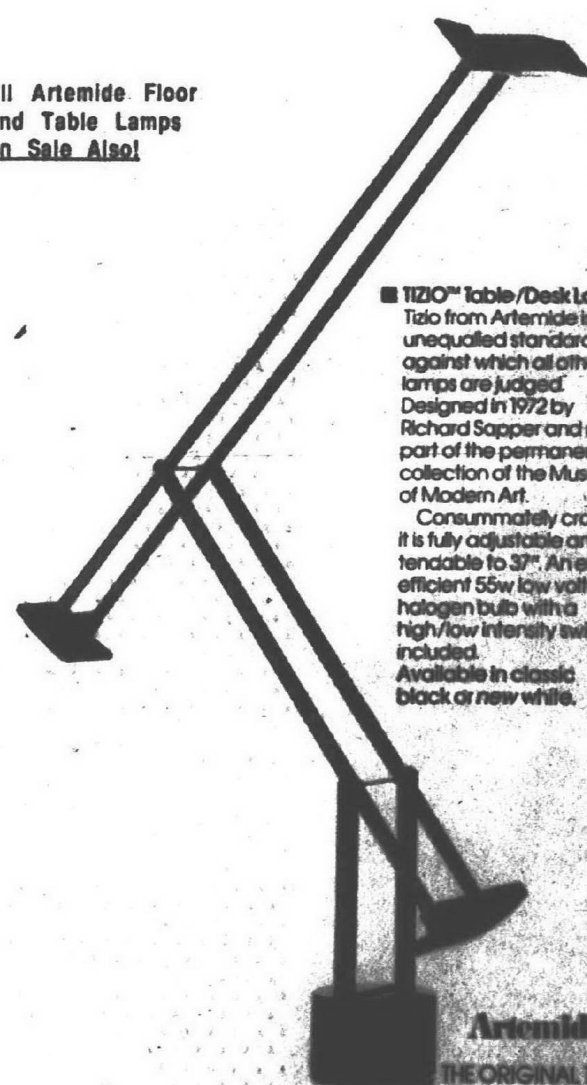 ll Artemide Floor
nd Table Lamps
n Sale Also!
■ TIZIO™ Table/Desk La
Tizio from Artemide i
unequalled standard
against which all oth
lamps are judged.
Designed in 1972 by
Richard Sapper and
part of the permane
collection of the Mus
of Modern Art.
Consummately cra
it is fully adjustable an
tendable to 37". An e
efficient 55w low volt
halogen bulb with a
high/low intensity swi
included.
Available in classic
black or new white.
Artemid
THE ORIGINAL